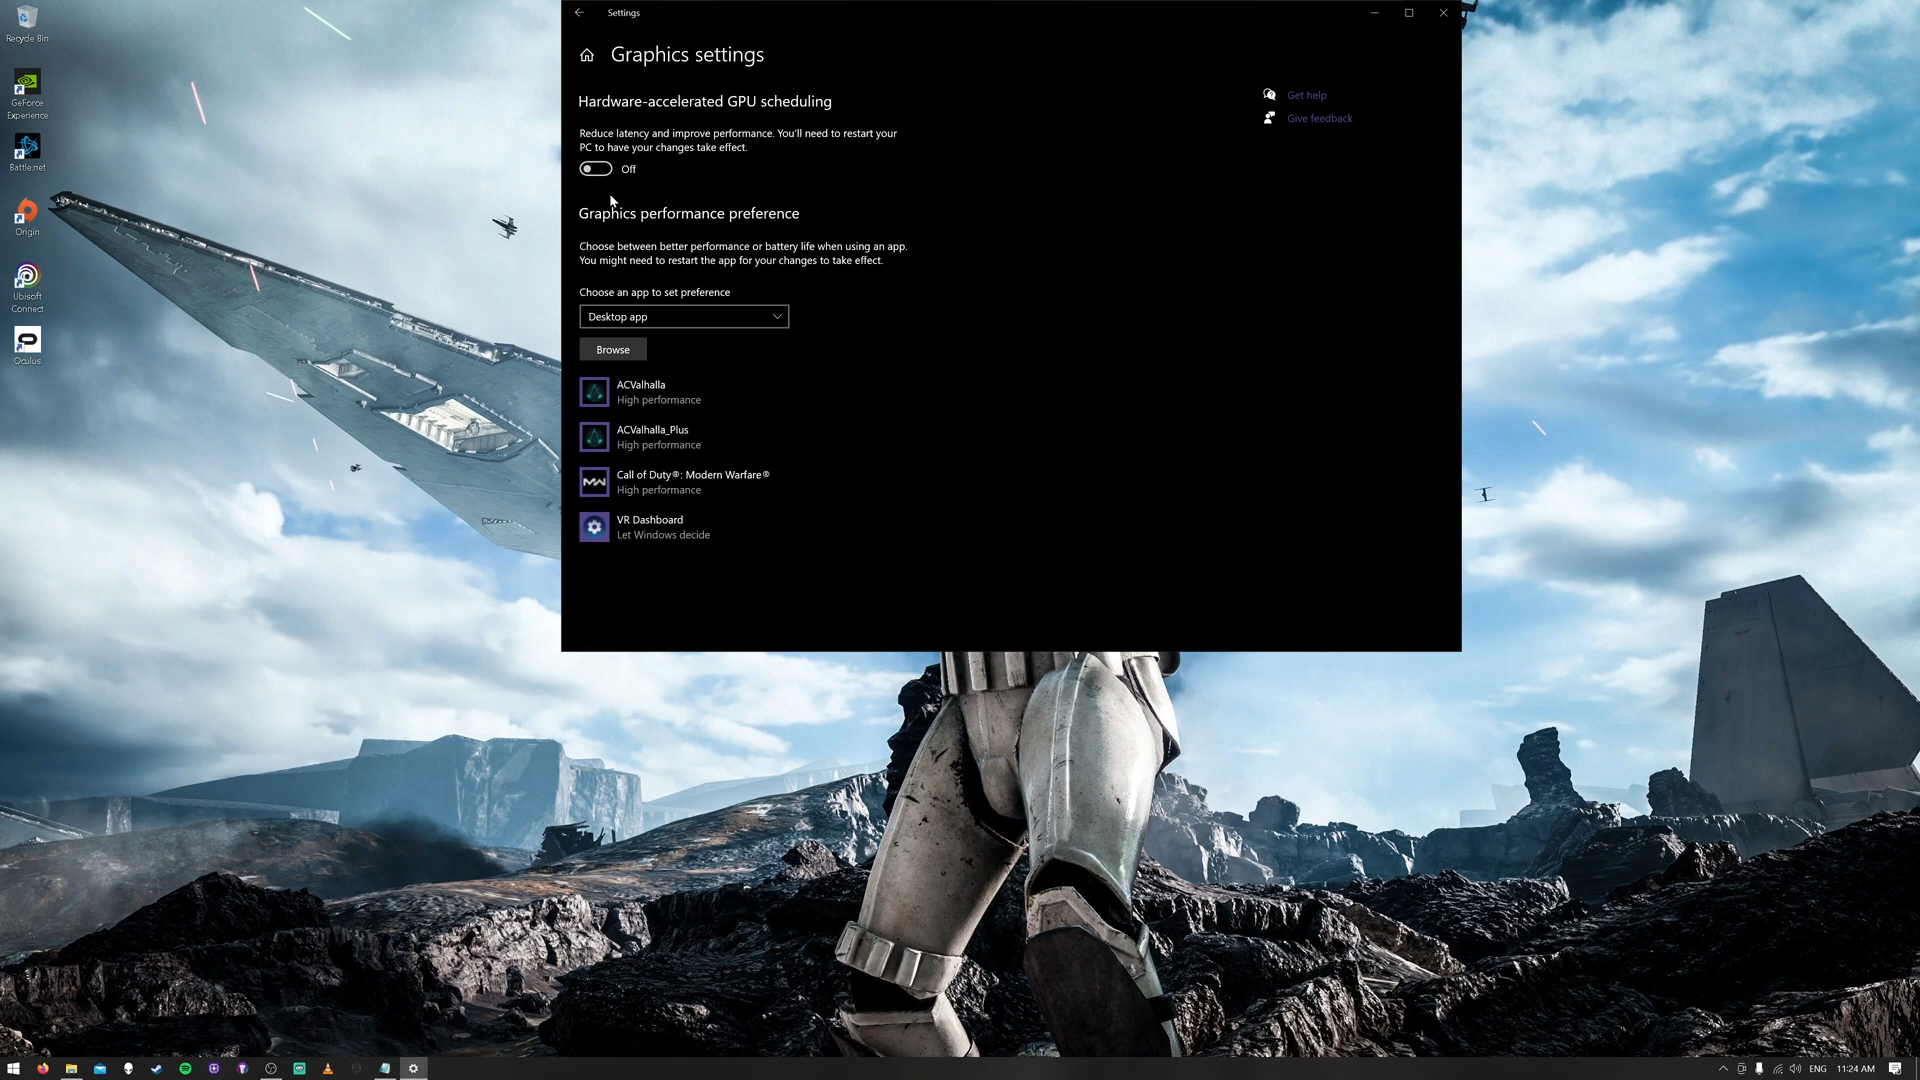 Recycle Bin
GeForce
Experience
Battle.net
Origin
Ubisoft
Connect
Oculus
Settings
Graphics settings
Hardware-accelerated GPU scheduling
Reduce latency and improve performance. You'll need to restart your
PC to have your changes take effect.
Off
Graphics performance preference
Choose between better performance or battery life when using an app.
You might need to restart the app for your changes to take effect.
Choose an app to set preference
Desktop app
Browse
ACValhalla
High performance
ACValhalla_Plus
High performance
MW
Call of Duty®: Modern Warfare®
High performance
VR Dashboard
Let Windows decide
Get help
Give feedback
ENG
11:24 AM